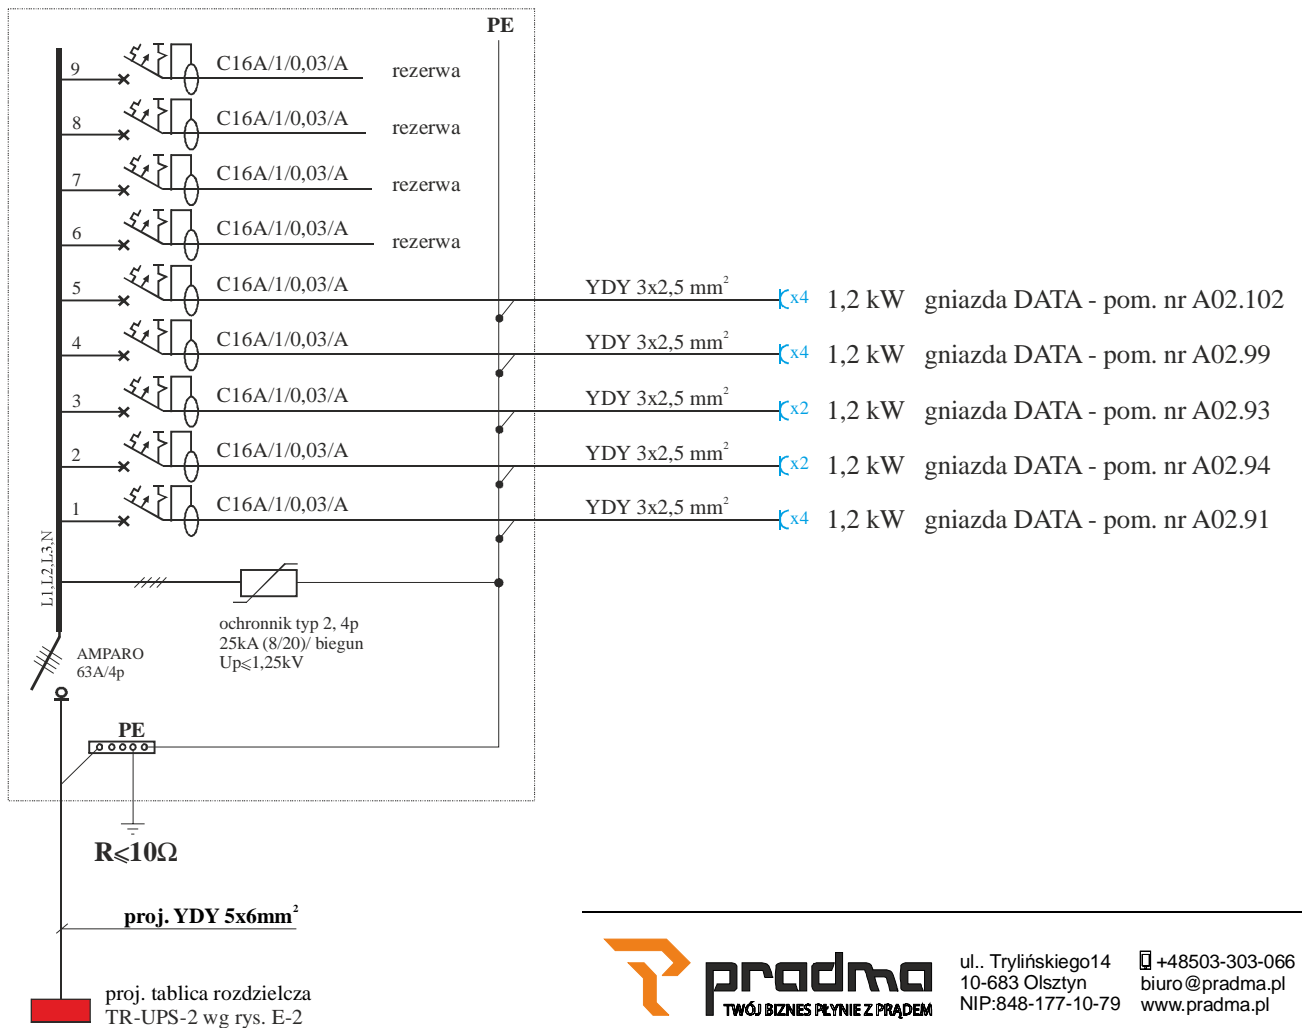 PE
9 C16A/1/0,03/A rezerwa
8 C16A/1/0,03/A rezerwa
7 C16A/1/0,03/A rezerwa
6 C16A/1/0,03/A rezerwa
5 C16A/1/0,03/A YDY 3x2,5 mm² x4 1,2 kW gniazda DATA - pom. nr A02.102
4 C16A/1/0,03/A YDY 3x2,5 mm² x4 1,2 kW gniazda DATA - pom. nr A02.99
3 C16A/1/0,03/A YDY 3x2,5 mm² x2 1,2 kW gniazda DATA - pom. nr A02.93
2 C16A/1/0,03/A YDY 3x2,5 mm² x2 1,2 kW gniazda DATA - pom. nr A02.94
1 C16A/1/0,03/A YDY 3x2,5 mm² x4 1,2 kW gniazda DATA - pom. nr A02.91
L1,L2,L3,N
ochronnik typ 2, 4p
25kA (8/20)/ biegun
Up⩽1,25kV
AMPARO
63A/4p
PE
R⩽10Ω
proj. YDY 5x6mm²
proj. tablica rozdzielcza
TR-UPS-2 wg rys. E-2
pradma
TWÓJ BIZNES PŁYNIE Z PRĄDEM
ul.. Trylińskiego14
10-683 Olsztyn
NIP:848-177-10-79
+48503-303-066
biuro@pradma.pl
www.pradma.pl